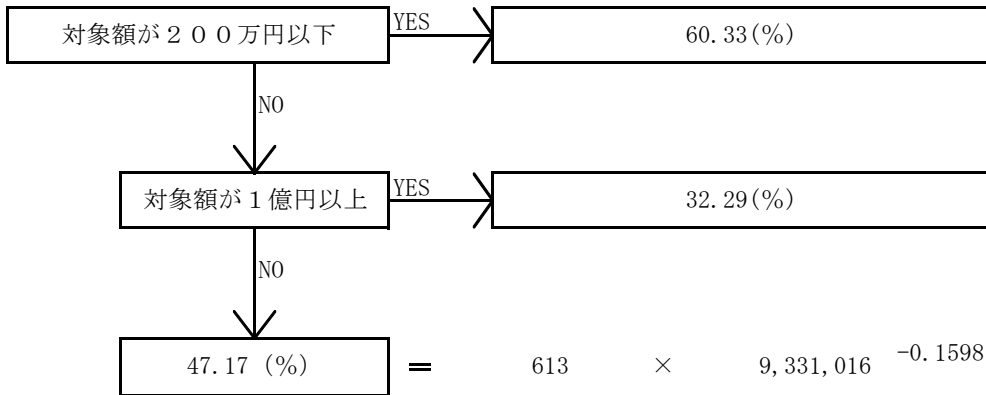 対象額が２００万円以下 YES 60.33(%)
NO
対象額が１億円以上 YES 32.29(%)
NO
47.17 (%) ＝ 613 × 9,331,016 -0.1598